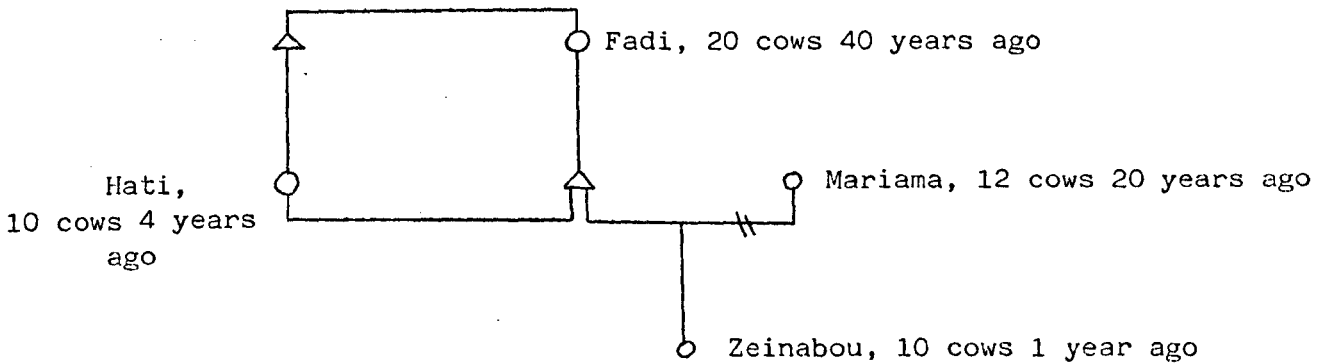 Fadi, 20 cows 40 years ago
Hati,
10 cows 4 years
ago
Mariama, 12 cows 20 years ago
Zeinabou, 10 cows 1 year ago